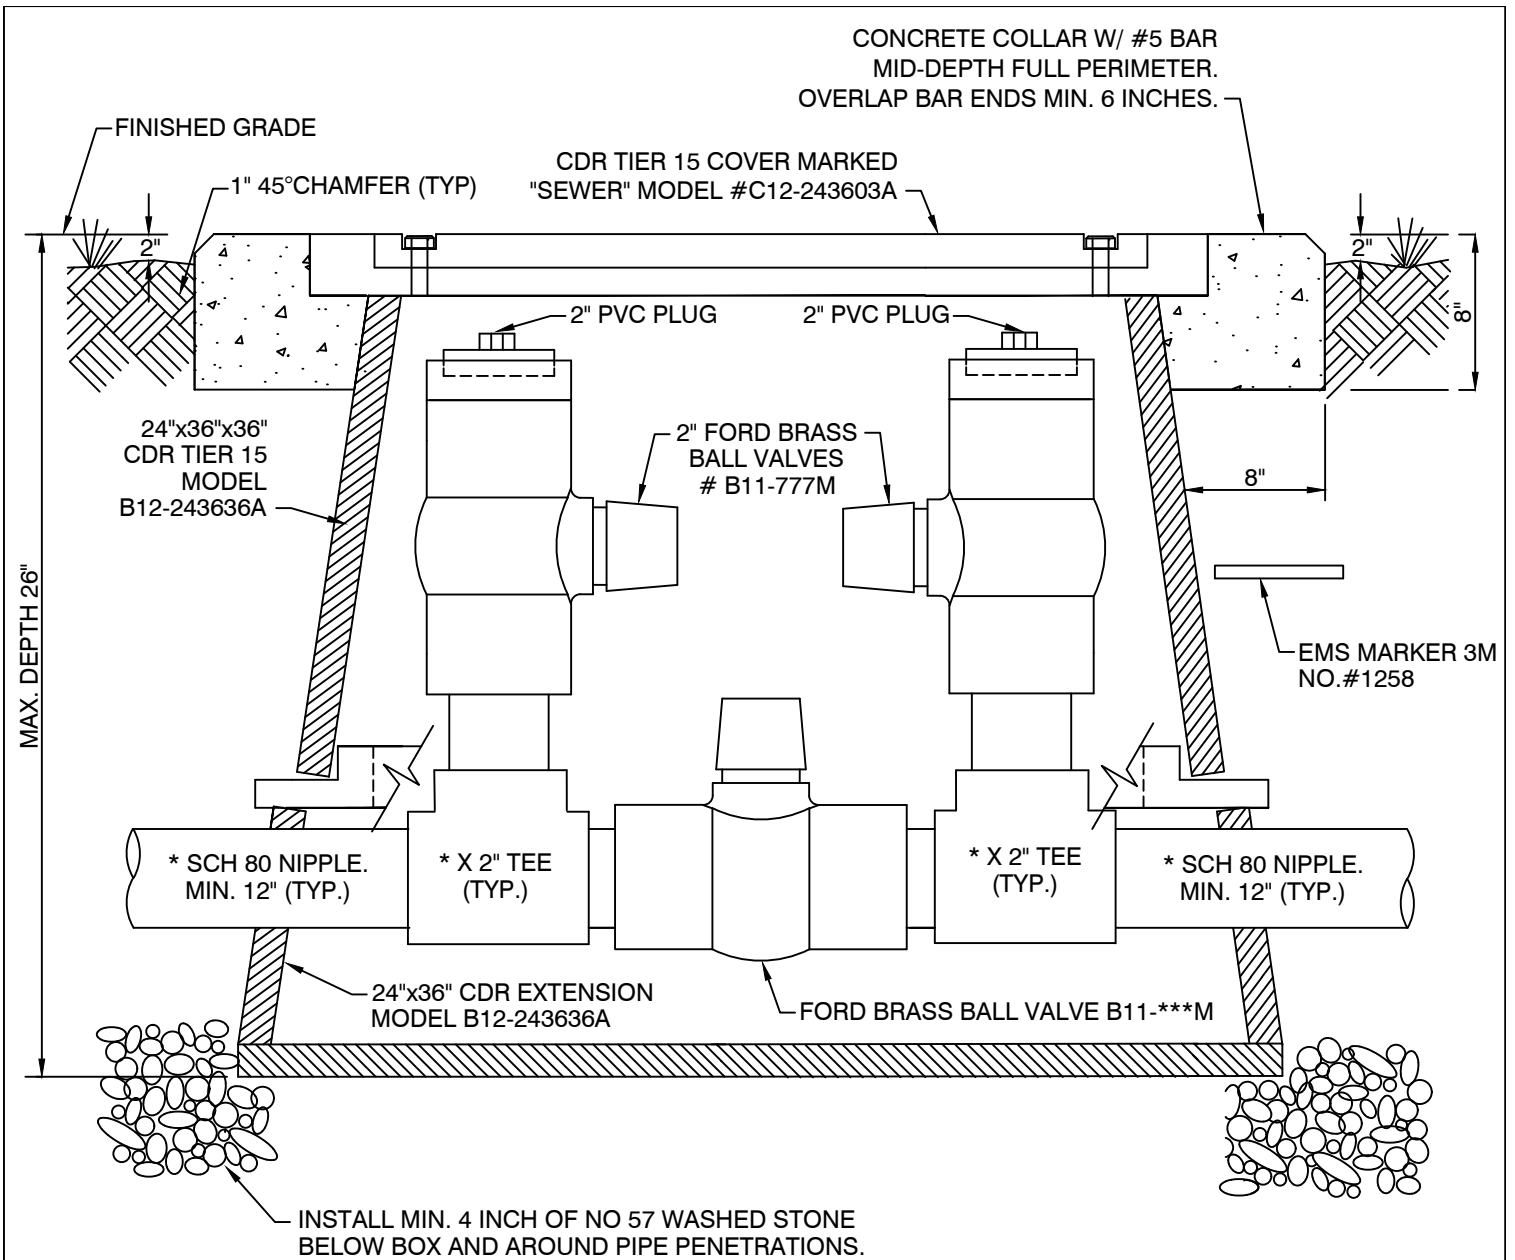 CONCRETE COLLAR W/ #5 BAR
MID-DEPTH FULL PERIMETER.
OVERLAP BAR ENDS MIN. 6 INCHES.
FINISHED GRADE
1" 45°CHAMFER (TYP)
CDR TIER 15 COVER MARKED
"SEWER" MODEL #C12-243603A
2"
2"
8"
2" PVC PLUG
2" PVC PLUG
24"x36"x36"
CDR TIER 15
MODEL
B12-243636A
2" FORD BRASS
BALL VALVES
# B11-777M
8"
MAX. DEPTH 26"
EMS MARKER 3M
NO.#1258
* SCH 80 NIPPLE.
MIN. 12" (TYP.)
* X 2" TEE
(TYP.)
* X 2" TEE
(TYP.)
* SCH 80 NIPPLE.
MIN. 12" (TYP.)
24"x36" CDR EXTENSION
MODEL B12-243636A
FORD BRASS BALL VALVE B11-***M
INSTALL MIN. 4 INCH OF NO 57 WASHED STONE
BELOW BOX AND AROUND PIPE PENETRATIONS.